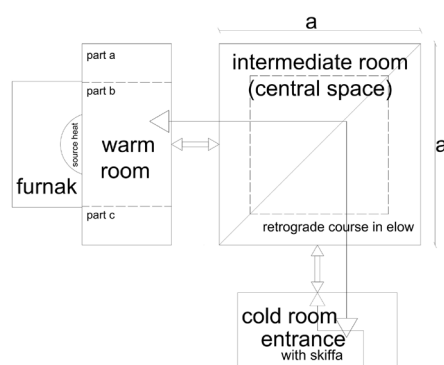 a
part a
part b
source heat
furnak
warm
room
part c
intermediate room
(central space)
a
retrograde course in elow
cold room
entrance
with skiffa